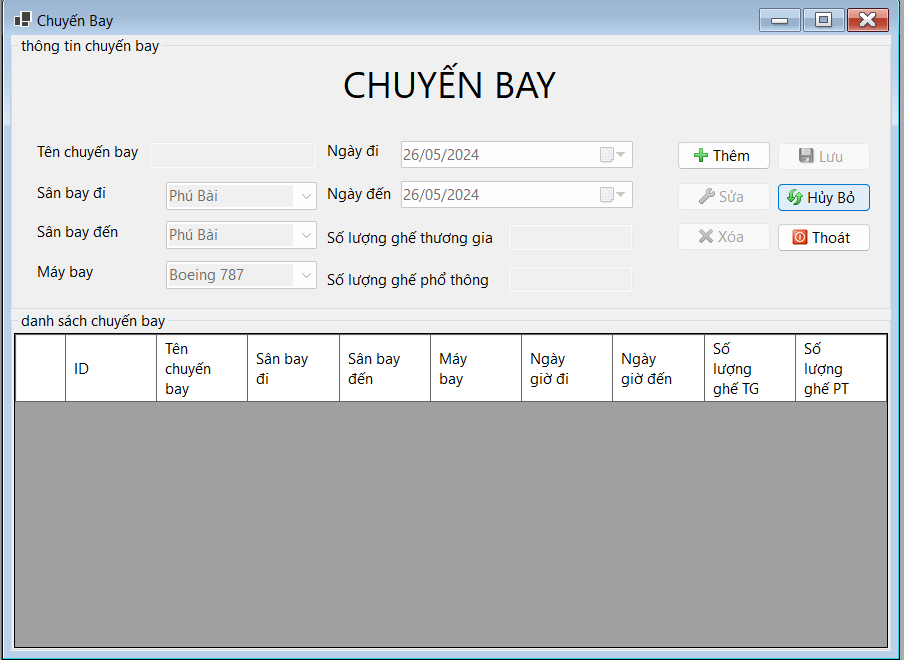 Chuyến Bay
thông tin chuyến bay
CHUYẾN BAY
Tên chuyến bay
Ngày đi
26/05/2024
Thêm
Lưu
Sân bay đi
Phú Bài
Ngày đến
26/05/2024
Sửa
Hủy Bỏ
Sân bay đến
Phú Bài
Số lượng ghế thương gia
Xóa
Thoát
Máy bay
Boeing 787
Số lượng ghế phổ thông
danh sách chuyến bay
ID
Tên
chuyến
bay
Sân bay
đi
Sân bay
đến
Máy
bay
Ngày
giờ đi
Ngày
giờ đến
Số
lượng
ghế TG
Số
lượng
ghế PT